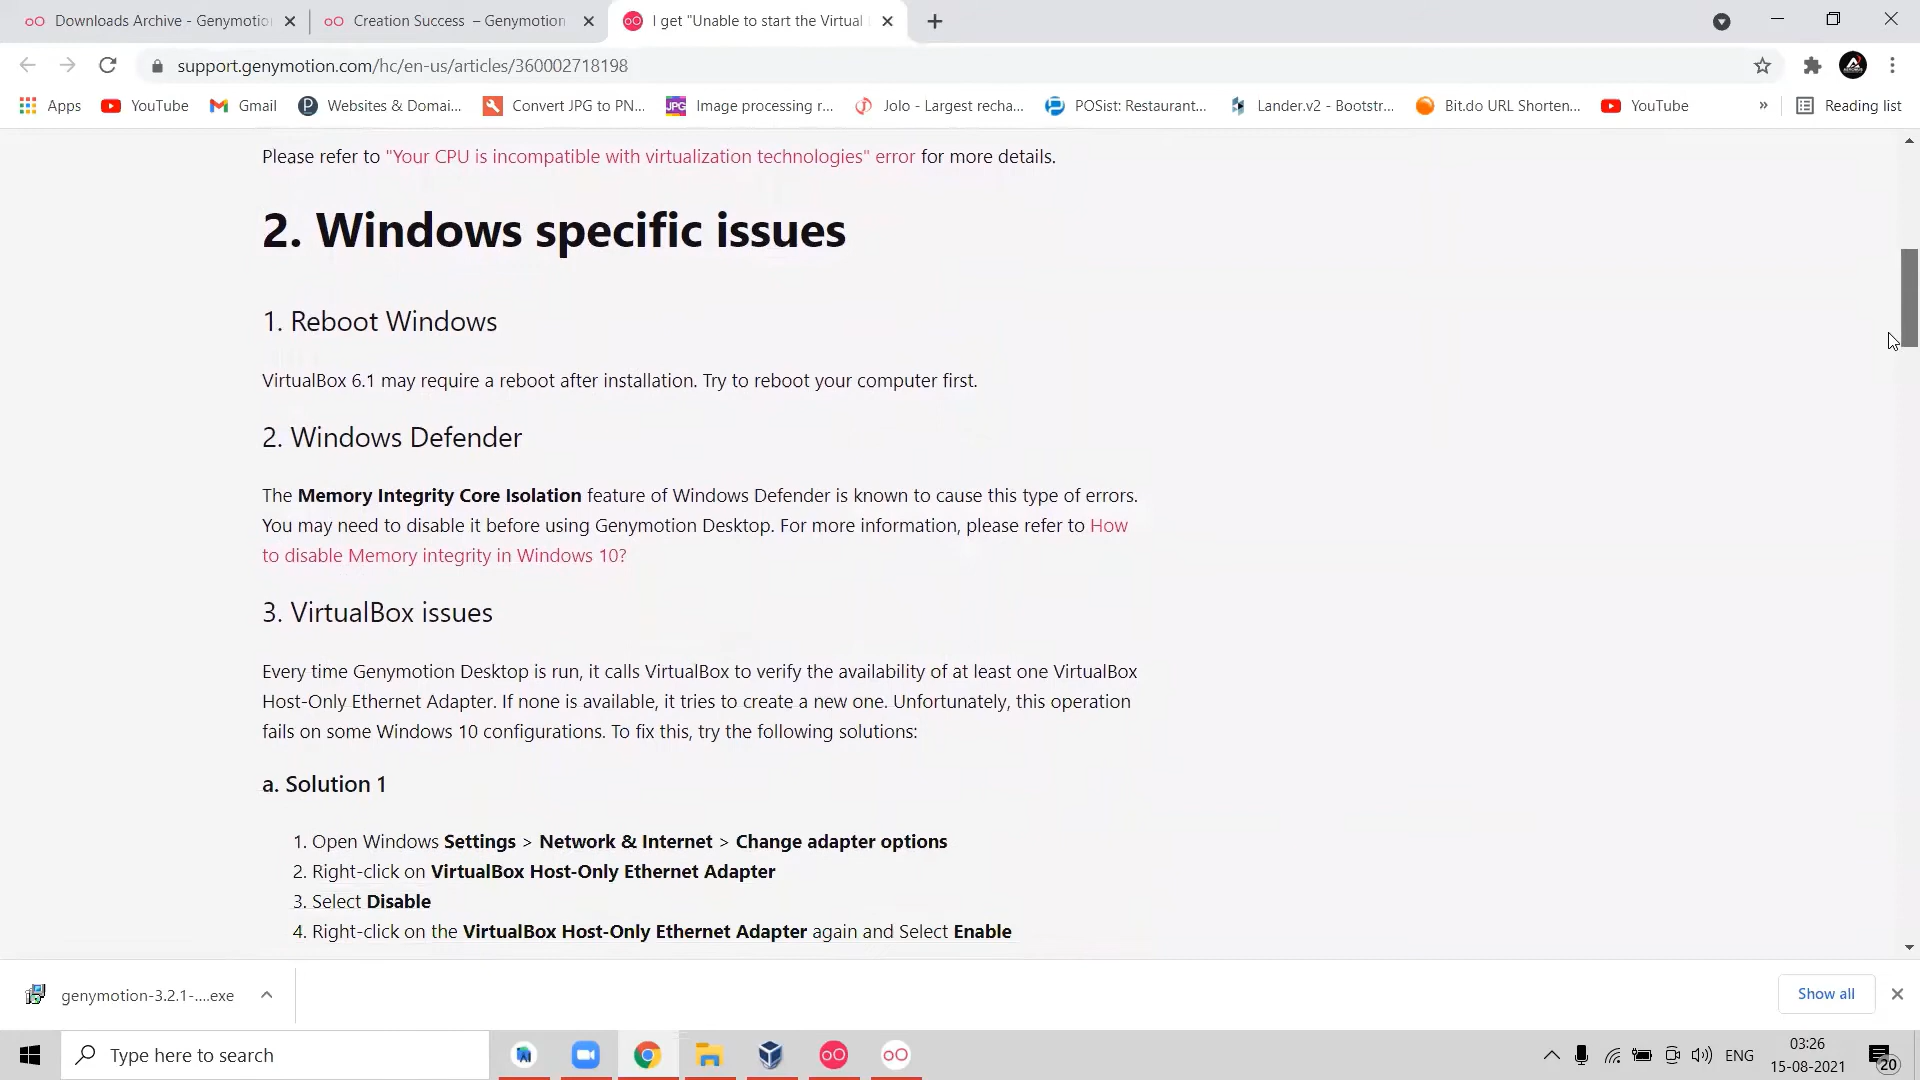 Downloads Archive - Genymotio
Creation Success – Genymotion
I get "Unable to start the Virtual
support.genymotion.com/hc/en-us/articles/360002718198
Apps
YouTube
Gmail
Websites & Domai...
Convert JPG to PN...
JPG
Image processing r...
Jolo - Largest recha...
POSist: Restaurant...
Lander.v2 - Bootstr...
Bit.do URL Shorten...
YouTube
»
Reading list
Please refer to "Your CPU is incompatible with virtualization technologies" error for more details.
2. Windows specific issues
1. Reboot Windows
VirtualBox 6.1 may require a reboot after installation. Try to reboot your computer first.
2. Windows Defender
The Memory Integrity Core Isolation feature of Windows Defender is known to cause this type of errors.
You may need to disable it before using Genymotion Desktop. For more information, please refer to How
to disable Memory integrity in Windows 10?
3. VirtualBox issues
Every time Genymotion Desktop is run, it calls VirtualBox to verify the availability of at least one VirtualBox
Host-Only Ethernet Adapter. If none is available, it tries to create a new one. Unfortunately, this operation
fails on some Windows 10 configurations. To fix this, try the following solutions:
a. Solution 1
1. Open Windows Settings > Network & Internet > Change adapter options
2. Right-click on VirtualBox Host-Only Ethernet Adapter
3. Select Disable
4. Right-click on the VirtualBox Host-Only Ethernet Adapter again and Select Enable
genymotion-3.2.1-....exe
Show all
Type here to search
ENG
03:26
15-08-2021
20